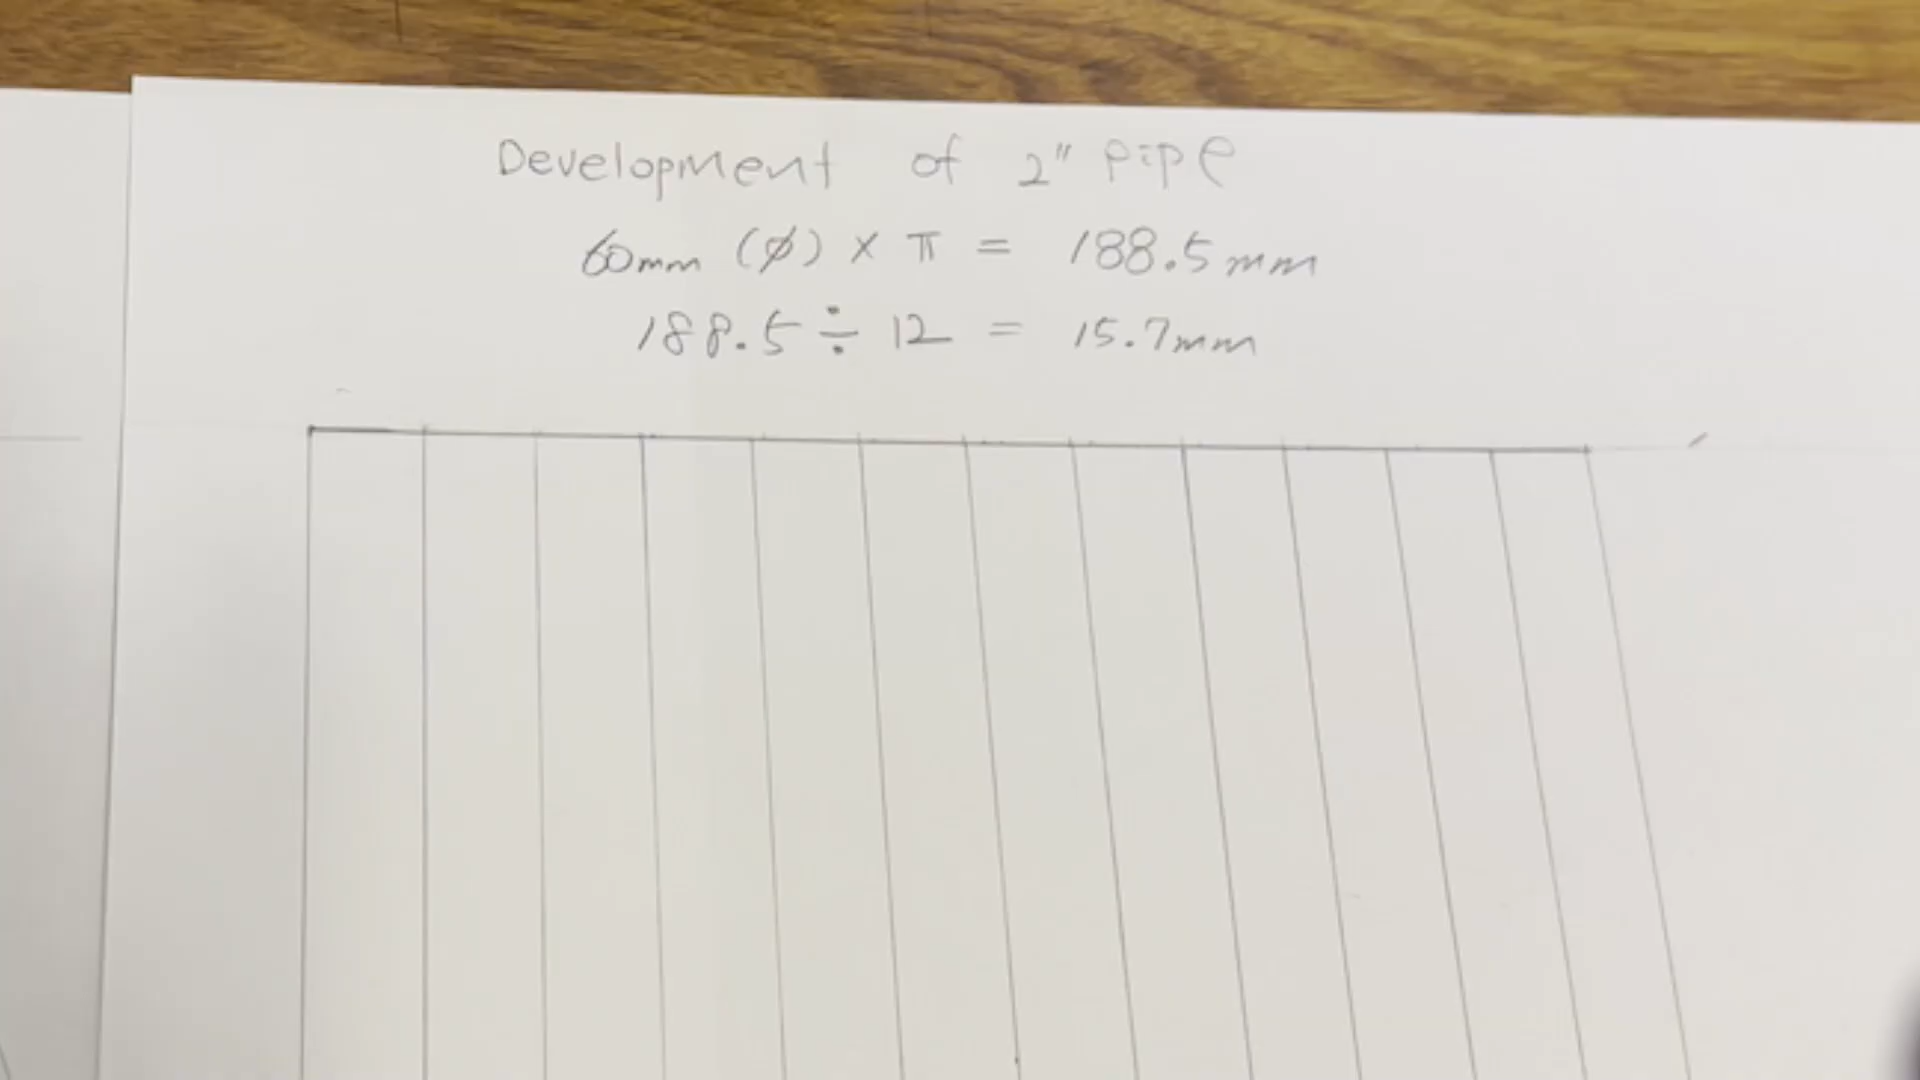 Development of 2" pipe
60mm (φ) × π = 188.5mm
188.5 ÷ 12 = 15.7mm